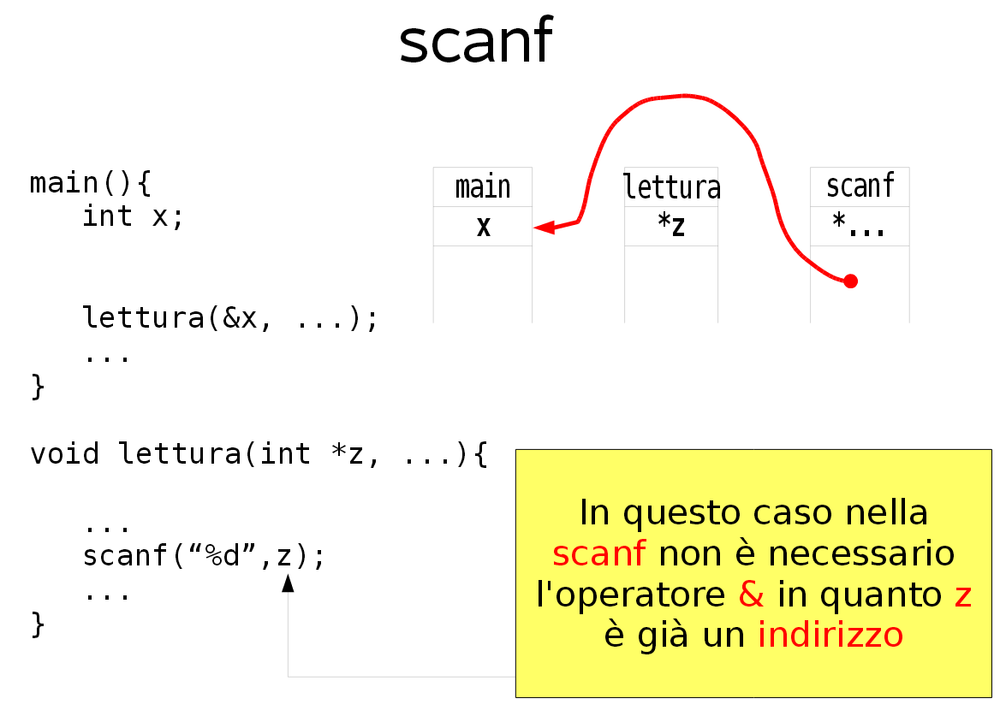 scanf
main(){
int x;
lettura(&x, ...);
...
}
void lettura(int *z, ...){
...
scanf(“%d”,z);
...
}
main
x
lettura
*z
scanf
*...
In questo caso nella
scanf non è necessario
l'operatore & in quanto z
è già un indirizzo